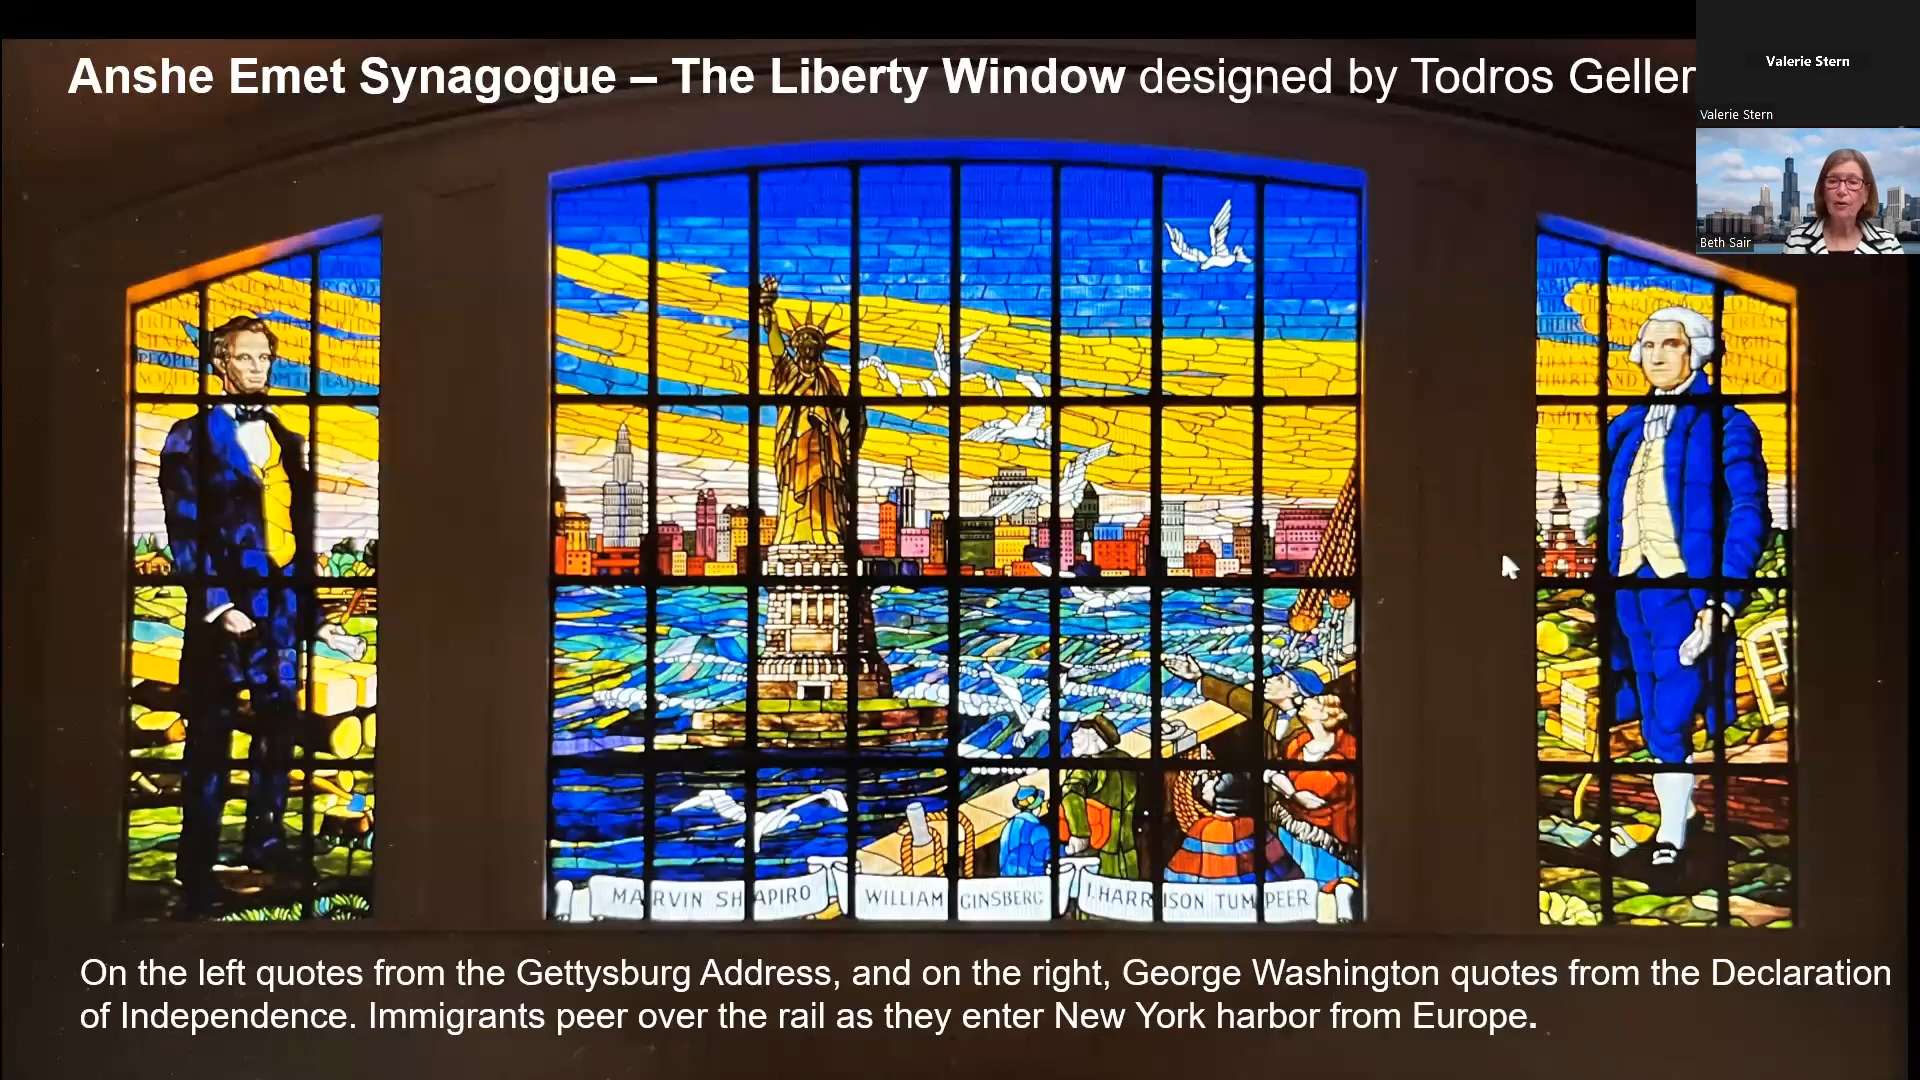 Anshe Emet Synagogue – The Liberty Window designed by Todros Geller
Valerie Stern
Valerie Stern
Beth Sair
MARVIN SHAPIRO
WILLIAM GINSBERG
I. HARRISON TUMPEER
On the left quotes from the Gettysburg Address, and on the right, George Washington quotes from the Declaration
of Independence. Immigrants peer over the rail as they enter New York harbor from Europe.